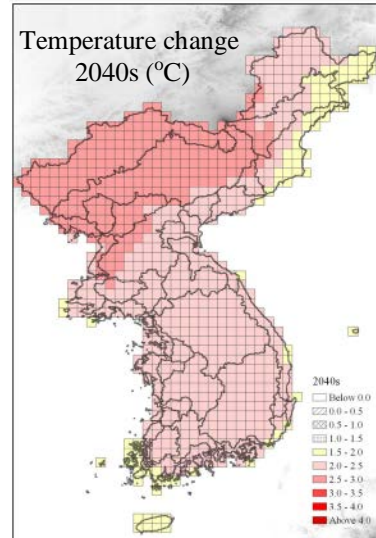 Temperature change
2040s (°C)
2040s
Below 0.0
0.0 - 0.5
0.5 - 1.0
1.0 - 1.5
1.5 - 2.0
2.0 - 2.5
2.5 - 3.0
3.0 - 3.5
3.5 - 4.0
Above 4.0